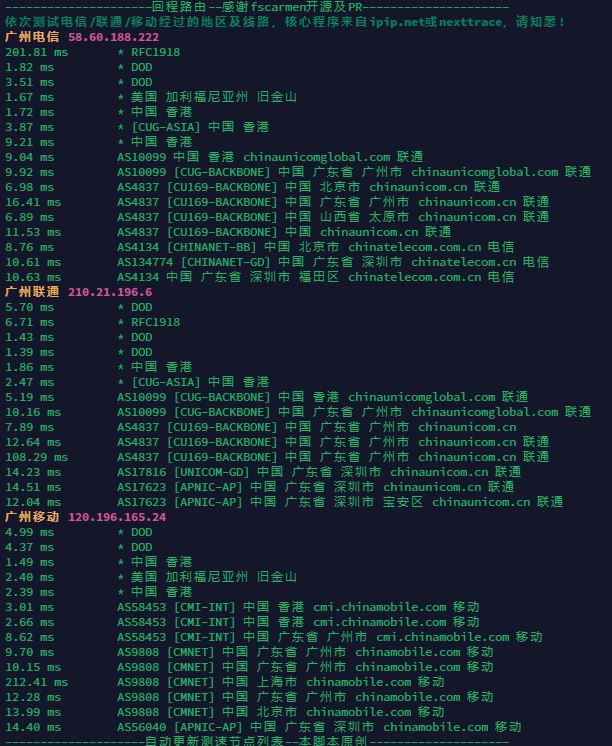 ---------------------回程路由--感谢fscarmen开源及PR---------------------
依次测试电信/联通/移动经过的地区及线路，核心程序来自ipip.net或nexttrace，请知悉！
广州电信 58.60.188.222
201.81 ms * RFC1918
1.82 ms * DOD
3.51 ms * DOD
1.67 ms * 美国 加利福尼亚州 旧金山
1.72 ms * 中国 香港
3.87 ms * [CUG-ASIA] 中国 香港
9.21 ms * 中国 香港
9.04 ms AS10099 中国 香港 chinaunicomglobal.com 联通
9.92 ms AS10099 [CUG-BACKBONE] 中国 广东省 广州市 chinaunicomglobal.com 联通
6.98 ms AS4837 [CU169-BACKBONE] 中国 北京市 chinaunicom.cn 联通
16.41 ms AS4837 [CU169-BACKBONE] 中国 广东省 广州市 chinaunicom.cn 联通
6.89 ms AS4837 [CU169-BACKBONE] 中国 山西省 太原市 chinaunicom.cn 联通
11.53 ms AS4837 [CU169-BACKBONE] 中国 chinaunicom.cn 联通
8.76 ms AS4134 [CHINANET-BB] 中国 北京市 chinatelecom.com.cn 电信
10.61 ms AS134774 [CHINANET-GD] 中国 广东省 深圳市 chinatelecom.cn 电信
10.63 ms AS4134 中国 广东省 深圳市 福田区 chinatelecom.com.cn 电信
广州联通 210.21.196.6
5.70 ms * DOD
6.71 ms * RFC1918
1.43 ms * DOD
1.39 ms * DOD
1.86 ms * 中国 香港
2.47 ms * [CUG-ASIA] 中国 香港
5.19 ms AS10099 [CUG-BACKBONE] 中国 香港 chinaunicomglobal.com 联通
10.16 ms AS10099 [CUG-BACKBONE] 中国 广东省 广州市 chinaunicomglobal.com 联通
7.89 ms AS4837 [CU169-BACKBONE] 中国 广东省 广州市 chinaunicom.cn
12.64 ms AS4837 [CU169-BACKBONE] 中国 广东省 广州市 chinaunicom.cn 联通
108.29 ms AS4837 [CU169-BACKBONE] 中国 广东省 广州市 chinaunicom.cn 联通
14.23 ms AS17816 [UNICOM-GD] 中国 广东省 深圳市 chinaunicom.cn 联通
14.51 ms AS17623 [APNIC-AP] 中国 广东省 深圳市 chinaunicom.cn 联通
12.04 ms AS17623 [APNIC-AP] 中国 广东省 深圳市 宝安区 chinaunicom.cn 联通
广州移动 120.196.165.24
4.99 ms * DOD
4.37 ms * DOD
1.49 ms * 中国 香港
2.40 ms * 美国 加利福尼亚州 旧金山
2.39 ms * 中国 香港
3.01 ms AS58453 [CMI-INT] 中国 香港 cmi.chinamobile.com 移动
2.66 ms AS58453 [CMI-INT] 中国 香港 cmi.chinamobile.com 移动
8.62 ms AS58453 [CMI-INT] 中国 广东省 广州市 cmi.chinamobile.com 移动
9.70 ms AS9808 [CMNET] 中国 广东省 广州市 chinamobile.com 移动
10.15 ms AS9808 [CMNET] 中国 广东省 广州市 chinamobile.com 移动
212.41 ms AS9808 [CMNET] 中国 上海市 chinamobile.com 移动
12.28 ms AS9808 [CMNET] 中国 广东省 广州市 chinamobile.com 移动
13.99 ms AS9808 [CMNET] 中国 北京市 chinamobile.com 移动
14.40 ms AS56040 [APNIC-AP] 中国 广东省 深圳市 chinamobile.com 移动
--------------------自动更新测速节点列表--本脚本原创--------------------